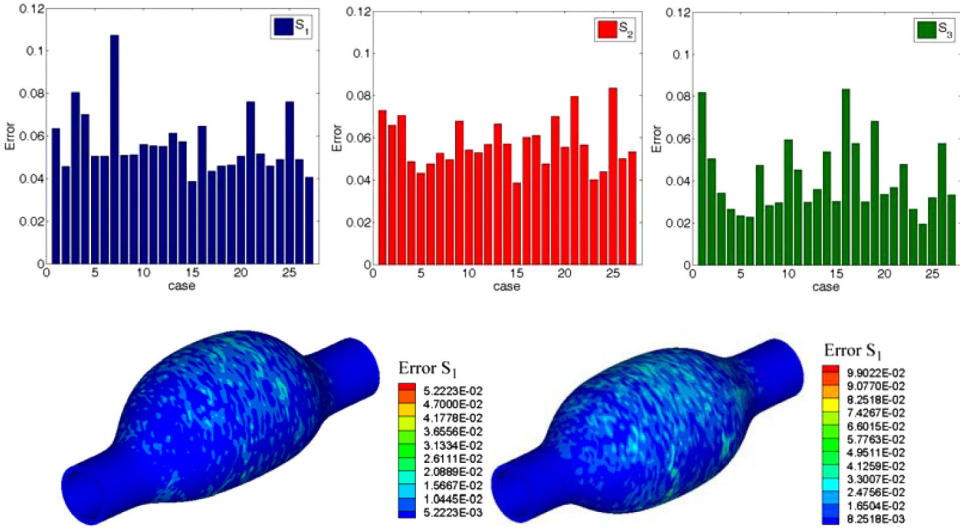 0.12
0.1
0.08
0.06
0.04
0.02
0
Error
S1
0 5 10 15 20 25
case
0.12
0.1
0.08
0.06
0.04
0.02
0
Error
S2
0 5 10 15 20 25
case
0.12
0.1
0.08
0.06
0.04
0.02
0
Error
S3
0 5 10 15 20 25
case
Error S1
5.2223E-02
4.7000E-02
4.1778E-02
3.6556E-02
3.1334E-02
2.6111E-02
2.0889E-02
1.5667E-02
1.0445E-02
5.2223E-03
Error S1
9.9022E-02
9.0770E-02
8.2518E-02
7.4267E-02
6.6015E-02
5.7763E-02
4.9511E-02
4.1259E-02
3.3007E-02
2.4756E-02
1.6504E-02
8.2518E-03